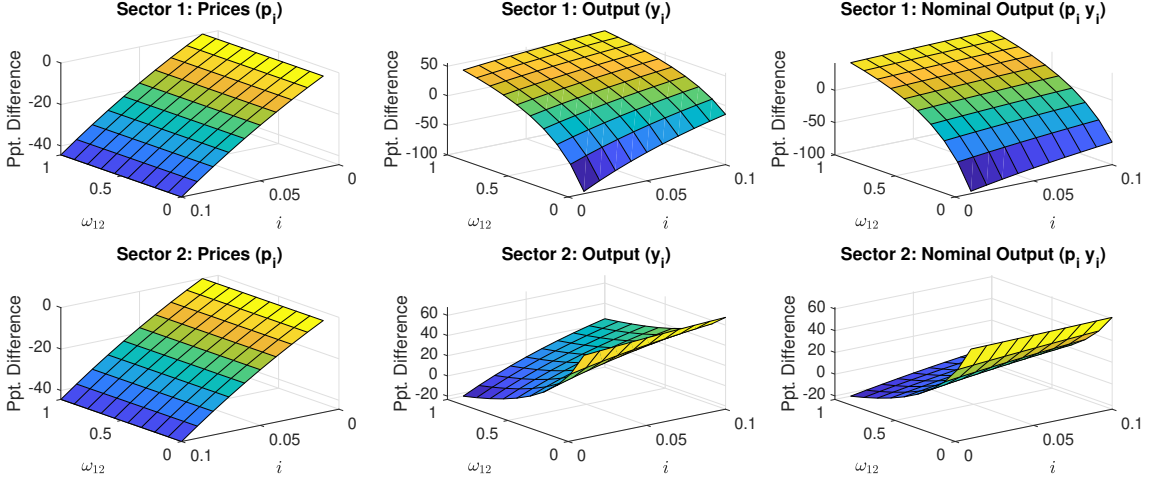 Sector 1: Prices (p_i)
Sector 1: Output (y_i)
Sector 1: Nominal Output (p_i y_i)
Ppt. Difference
0
-20
-40
1
0.5
0
ω_12
0.1
0.05
0
i
Ppt. Difference
50
0
-50
-100
1
0.5
0
ω_12
0
0.05
0.1
i
Ppt. Difference
0
-50
-100
1
0.5
0
ω_12
0
0.05
0.1
i
Sector 2: Prices (p_i)
Sector 2: Output (y_i)
Sector 2: Nominal Output (p_i y_i)
Ppt. Difference
0
-20
-40
1
0.5
0
ω_12
0.1
0.05
0
i
Ppt. Difference
60
40
20
0
-20
1
0.5
0
ω_12
0
0.05
0.1
i
Ppt. Difference
60
40
20
0
-20
1
0.5
0
ω_12
0
0.05
0.1
i